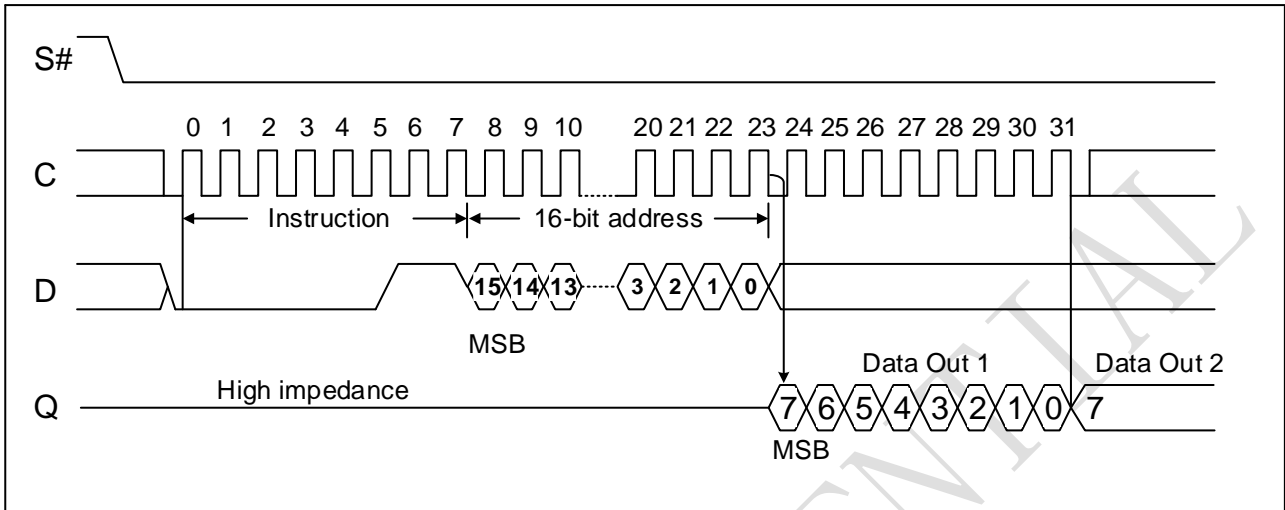 S#
0 1 2 3 4 5 6 7 8 9 10 20 21 22 23 24 25 26 27 28 29 30 31
C
Instruction 16-bit address
D
15 14 13 3 2 1 0
MSB
Data Out 1 Data Out 2
High impedance
Q
7 6 5 4 3 2 1 0 7
MSB
ENTIAL